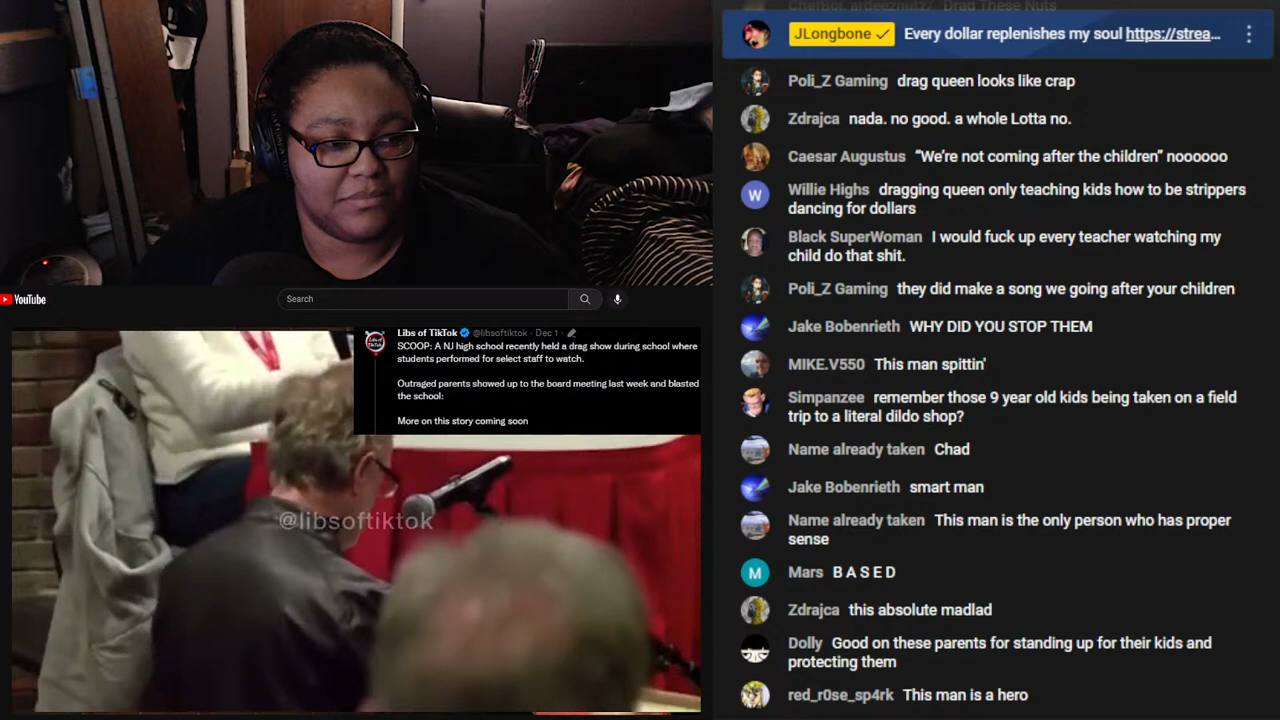 Chefbot_ardeeznutz7 Drag These Nuts
JLongbone Every dollar replenishes my soul https://strea...
Poli_Z Gaming drag queen looks like crap
Zdrajca nada. no good. a whole Lotta no.
Caesar Augustus “We’re not coming after the children” noooooo
Willie Highs dragging queen only teaching kids how to be strippers
dancing for dollars
Black SuperWoman I would fuck up every teacher watching my
child do that shit.
Poli_Z Gaming they did make a song we going after your children
Jake Bobenrieth WHY DID YOU STOP THEM
MIKE.V550 This man spittin'
Simpanzee remember those 9 year old kids being taken on a field
trip to a literal dildo shop?
Name already taken Chad
Jake Bobenrieth smart man
Name already taken This man is the only person who has proper
sense
Mars B A S E D
Zdrajca this absolute madlad
Dolly Good on these parents for standing up for their kids and
protecting them
red_r0se_sp4rk This man is a hero
W
M
YouTube
Search
Libs of TikTok @libsoftiktok · Dec 1
SCOOP: A NJ high school recently held a drag show during school where
students performed for select staff to watch.
Outraged parents showed up to the board meeting last week and blasted
the school:
More on this story coming soon
@libsoftiktok